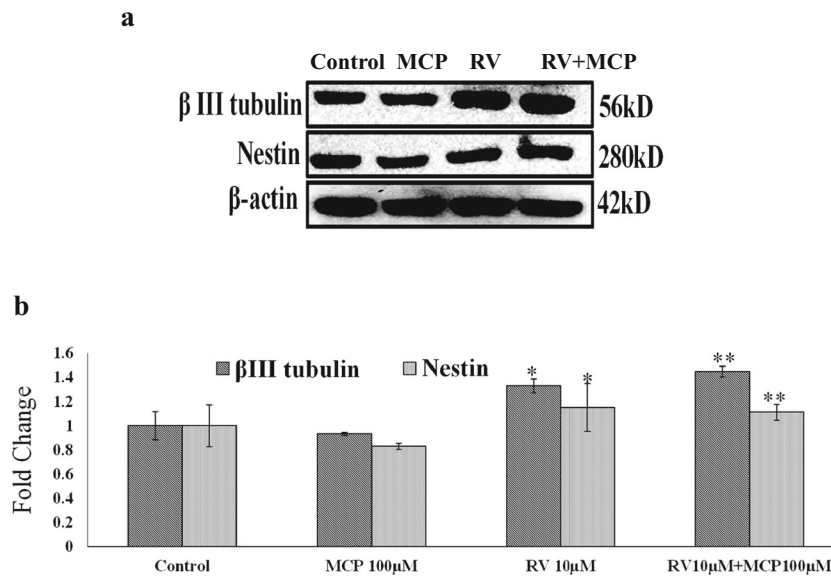 a
Control MCP RV RV+MCP
β III tubulin 56kD
Nestin 280kD
β-actin 42kD
b
1.6
1.4
1.2
1
0.8
0.6
0.4
0.2
0
Fold Change
βIII tubulin Nestin
* * ** **
Control MCP 100μM RV 10μM RV10μM+MCP100μM